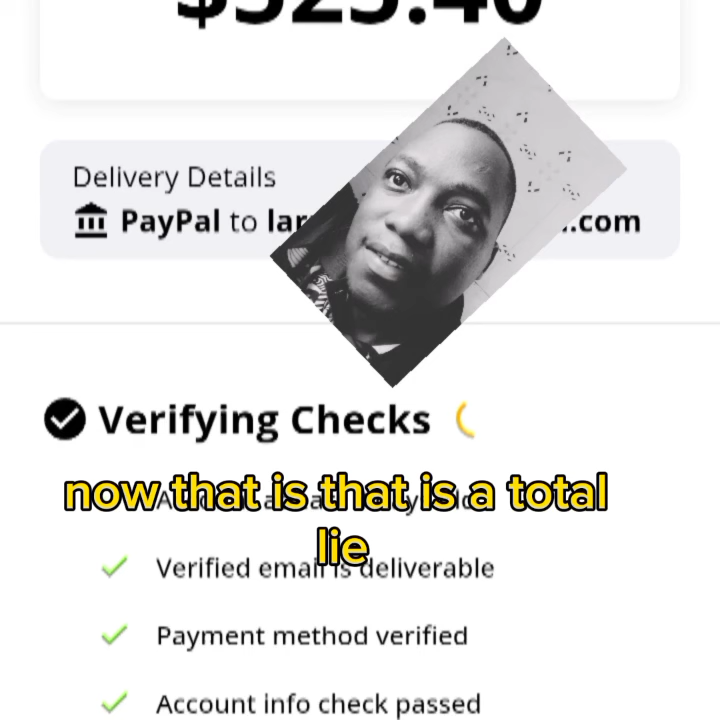 Delivery Details
PayPal to
.com
Verifying Checks
now that is that is a total
lie
Verified email is deliverable
Payment method verified
Account info check passed